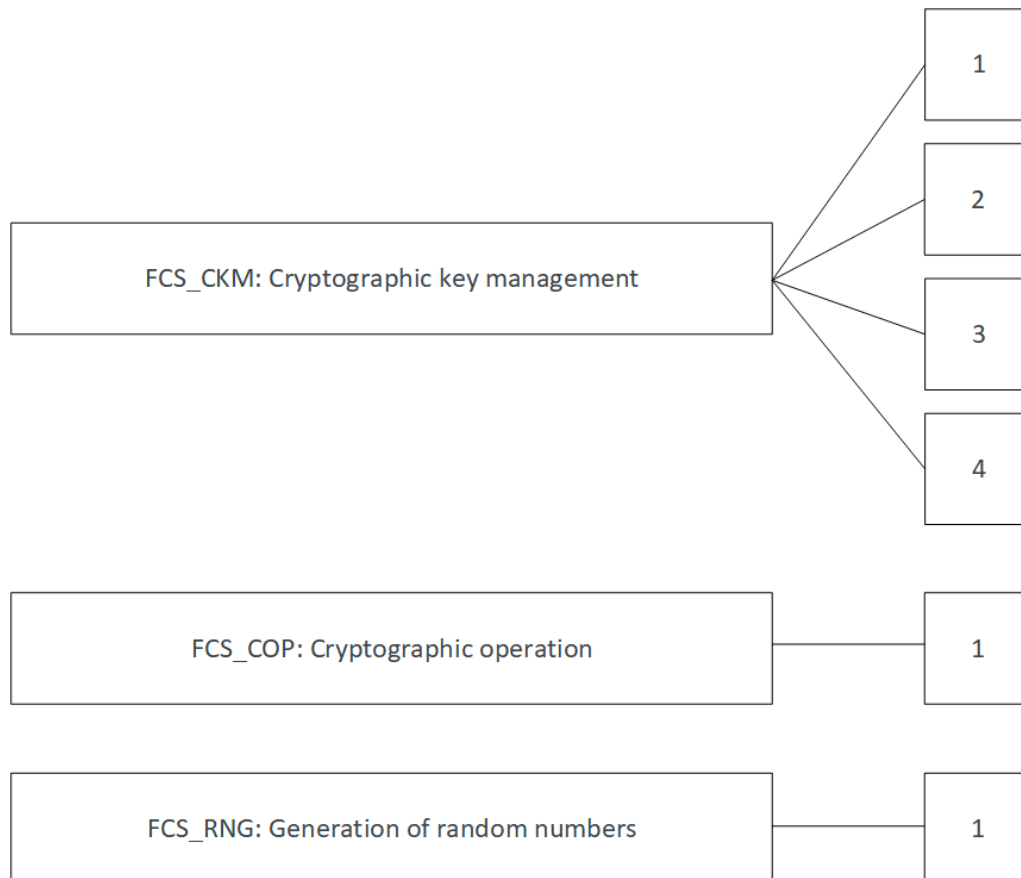 1
2
FCS_CKM: Cryptographic key management
3
4
FCS_COP: Cryptographic operation
1
FCS_RNG: Generation of random numbers
1